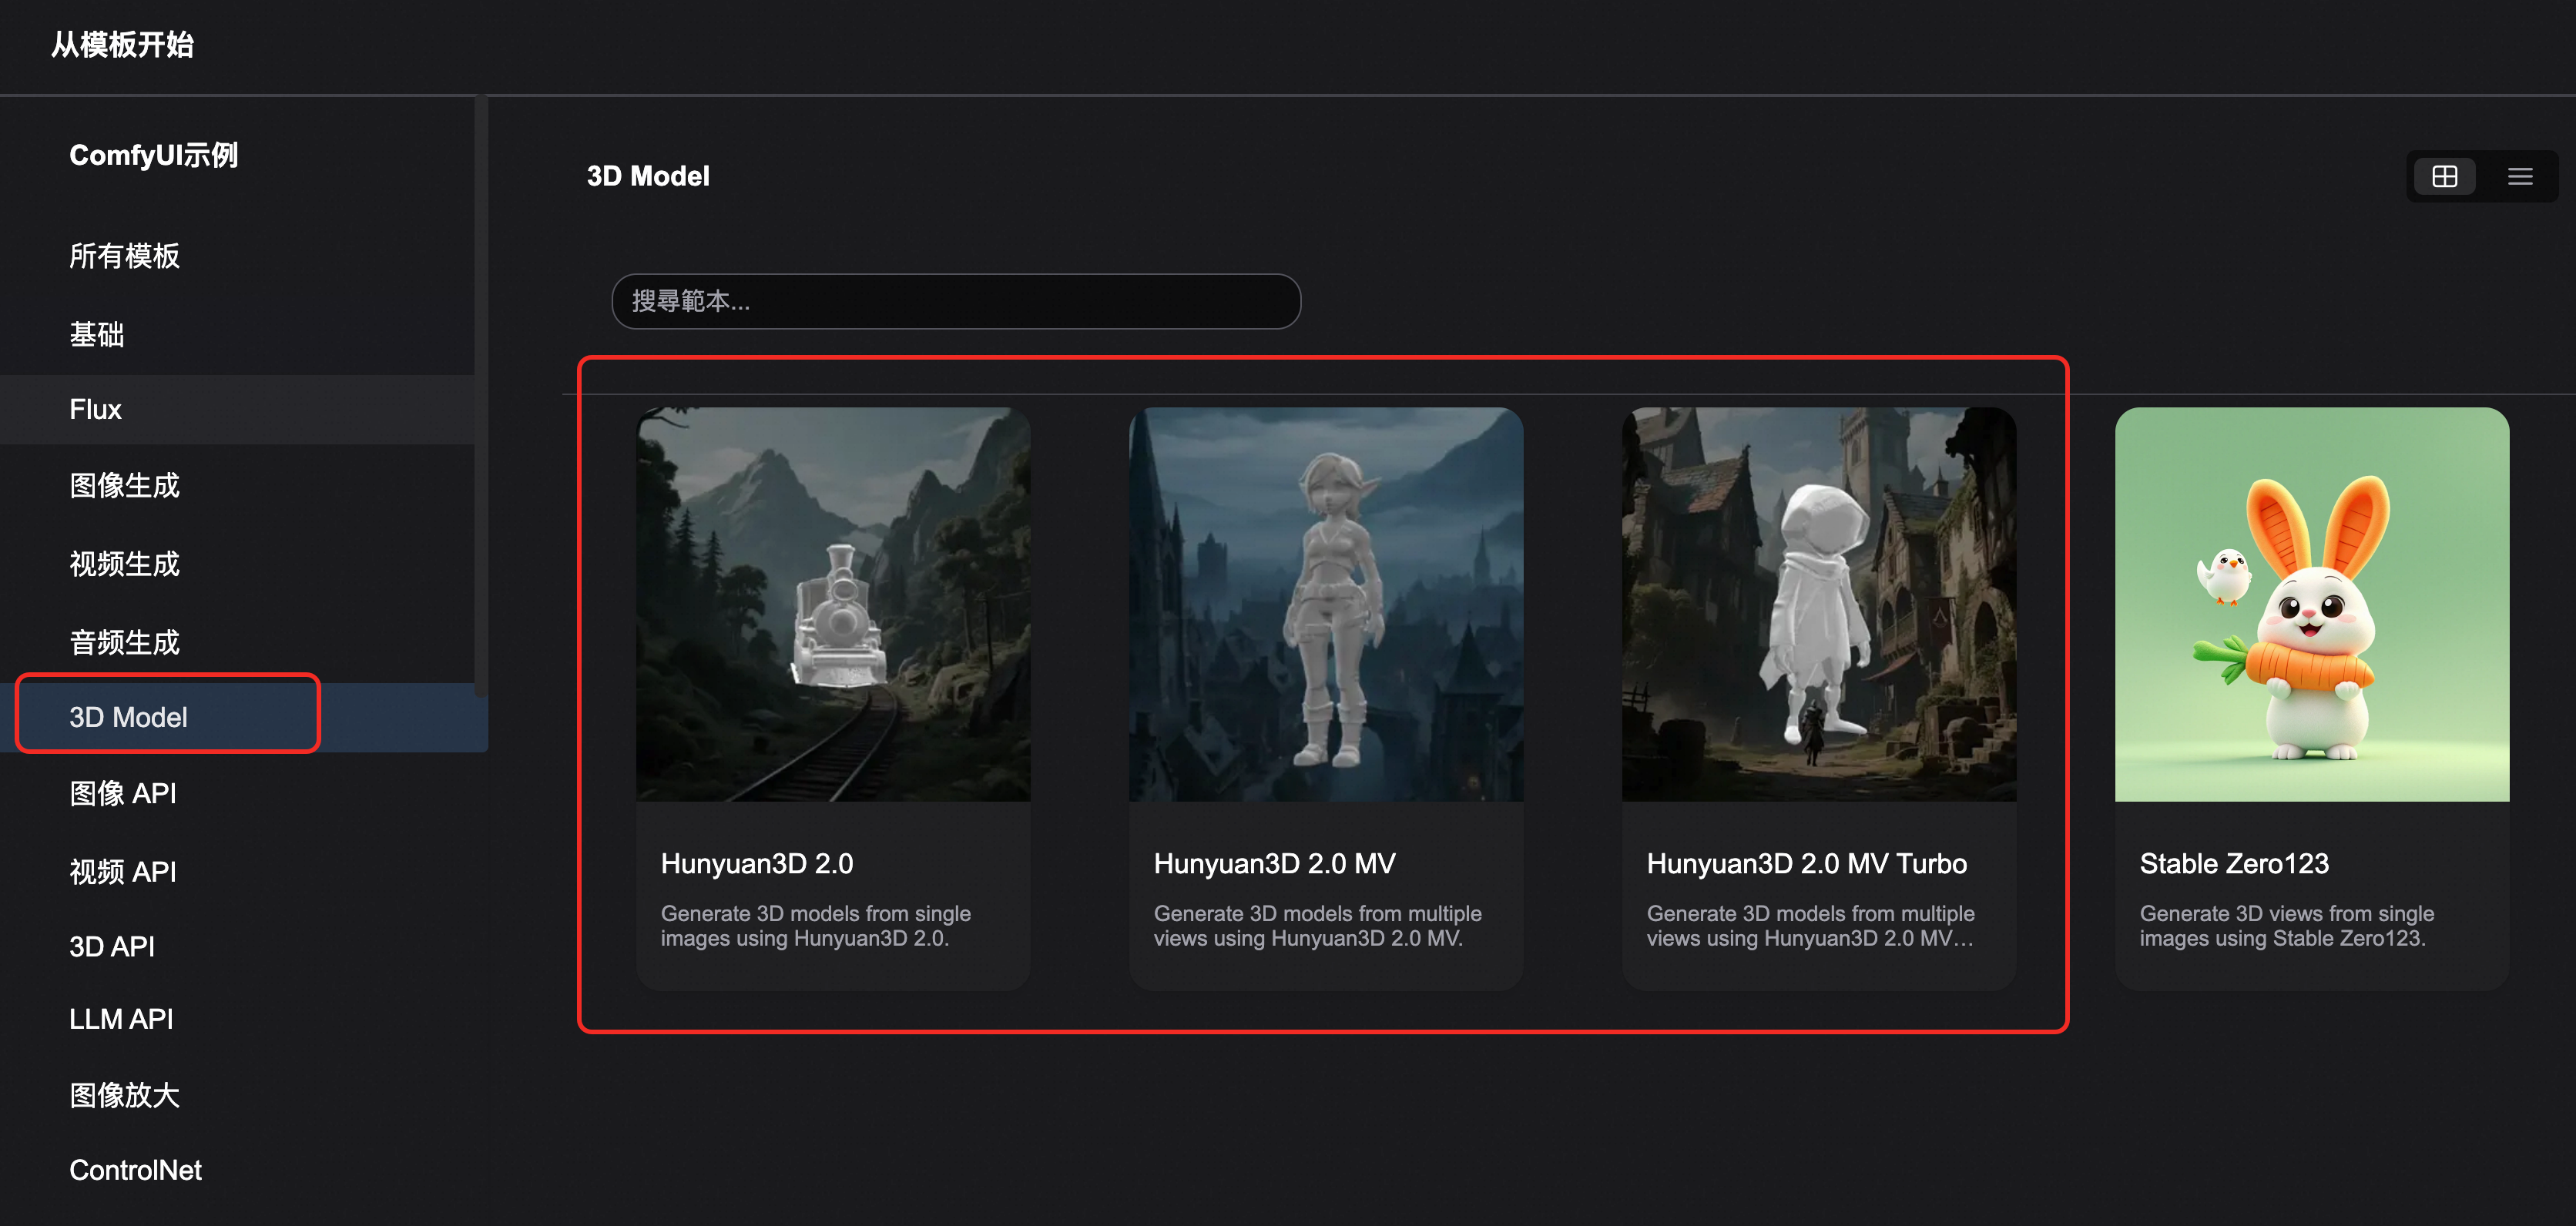 从模板开始
ComfyUI示例
所有模板
基础
Flux
图像生成
视频生成
音频生成
3D Model
图像 API
视频 API
3D API
LLM API
图像放大
ControlNet
3D Model
搜尋範本...
Hunyuan3D 2.0
Generate 3D models from single
images using Hunyuan3D 2.0.
Hunyuan3D 2.0 MV
Generate 3D models from multiple
views using Hunyuan3D 2.0 MV.
Hunyuan3D 2.0 MV Turbo
Generate 3D models from multiple
views using Hunyuan3D 2.0 MV...
Stable Zero123
Generate 3D views from single
images using Stable Zero123.